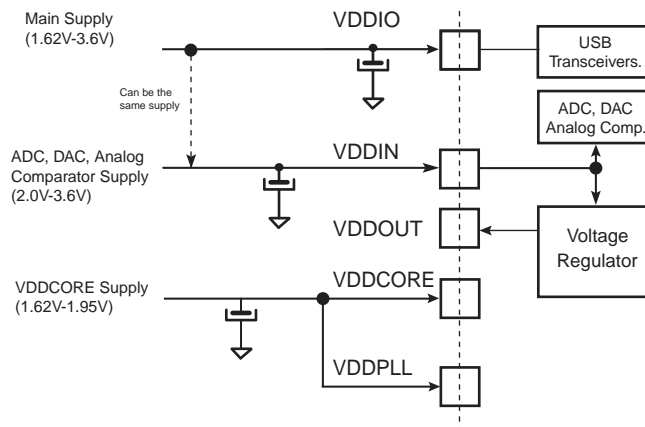 Main Supply
(1.62V-3.6V)
VDDIO
USB
Transceivers.
Can be the
same supply
ADC, DAC
Analog Comp.
ADC, DAC, Analog
Comparator Supply
(2.0V-3.6V)
VDDIN
VDDOUT
Voltage
Regulator
VDDCORE Supply
(1.62V-1.95V)
VDDCORE
VDDPLL